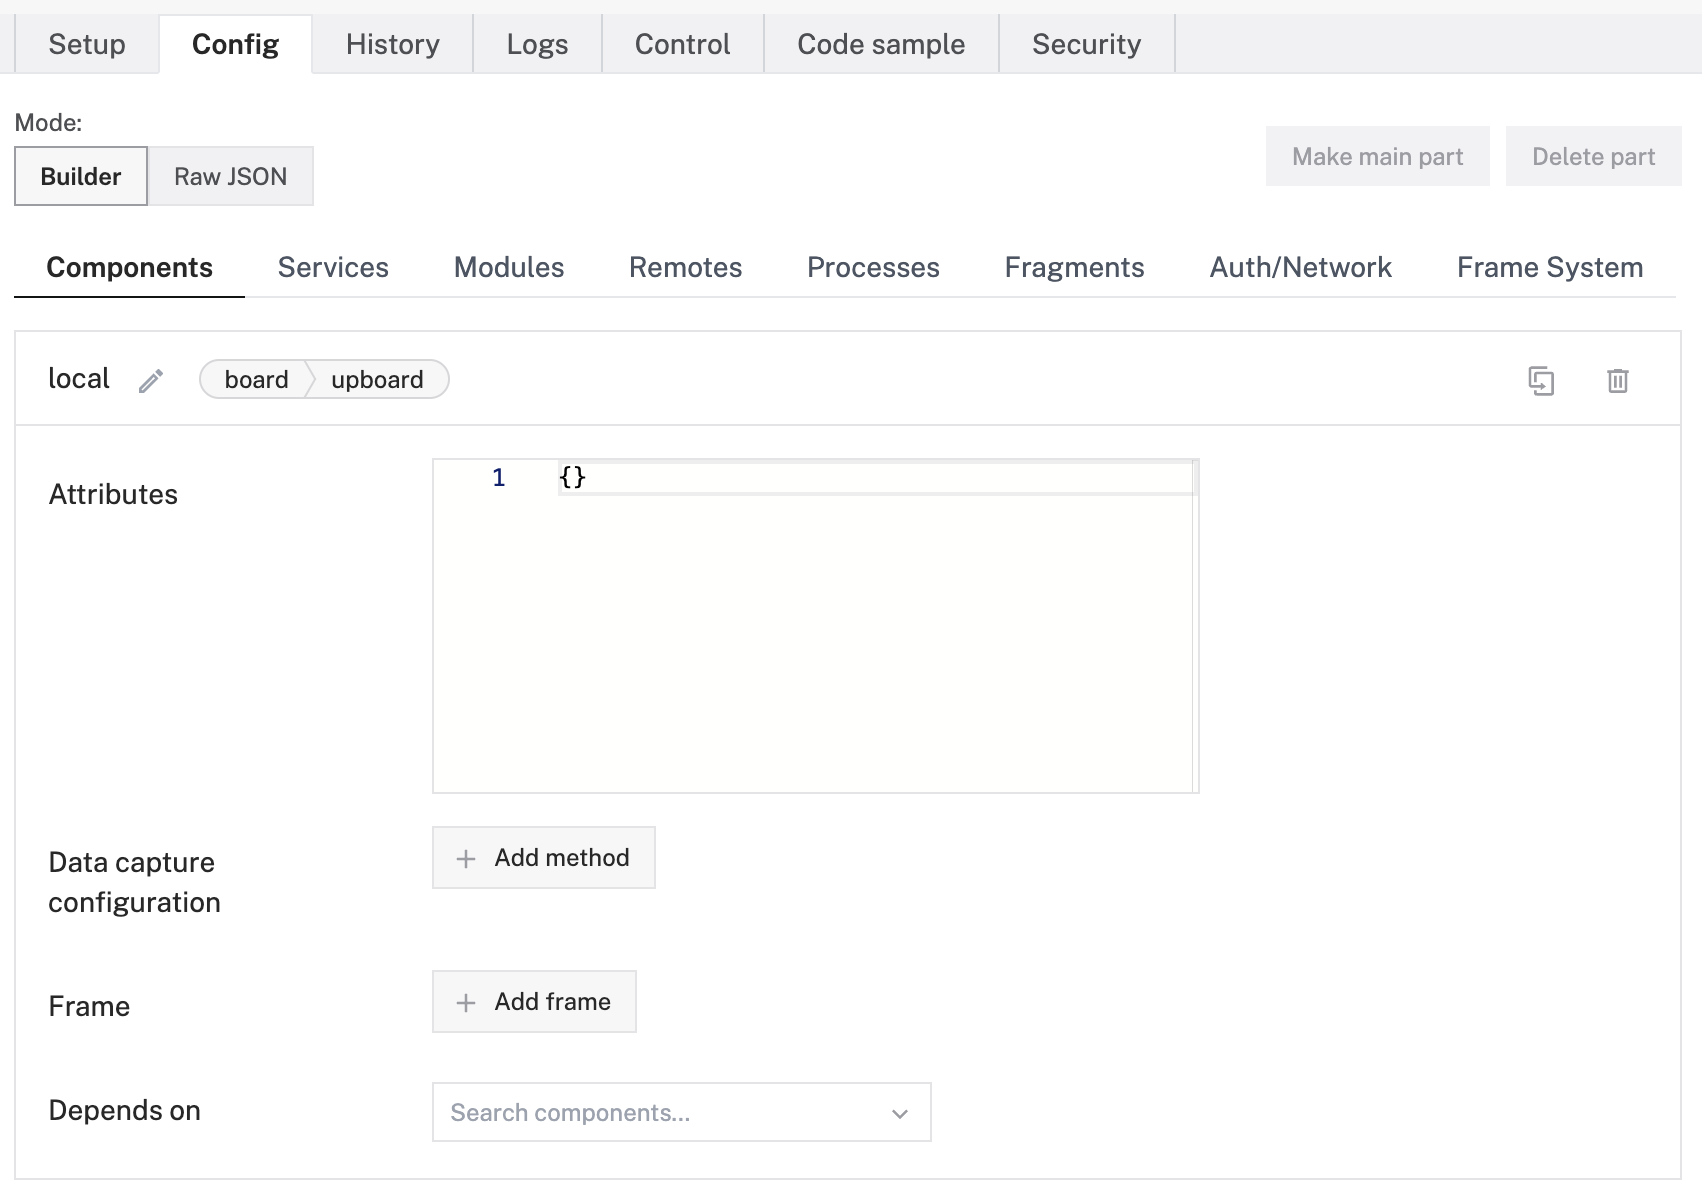 Setup Config History Logs Control Code sample Security
Mode:
Builder Raw JSON Make main part Delete part
Components Services Modules Remotes Processes Fragments Auth/Network Frame System
local board upboard
Attributes 1 {}
Data capture configuration + Add method
Frame + Add frame
Depends on Search components...